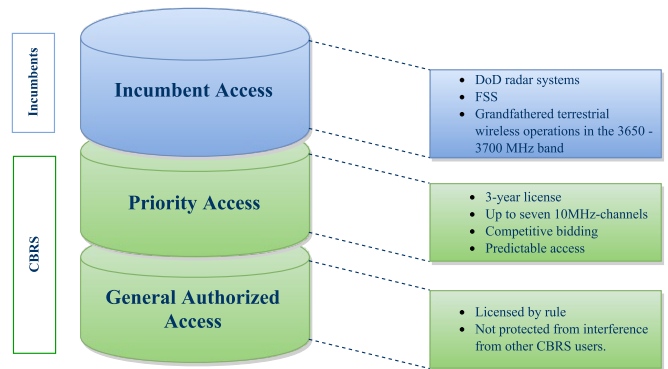 Incumbents
Incumbent Access
• DoD radar systems
• FSS
• Grandfathered terrestrial
wireless operations in the 3650 -
3700 MHz band
CBRS
Priority Access
• 3-year license
• Up to seven 10MHz-channels
• Competitive bidding
• Predictable access
General Authorized
Access
• Licensed by rule
• Not protected from interference
from other CBRS users.